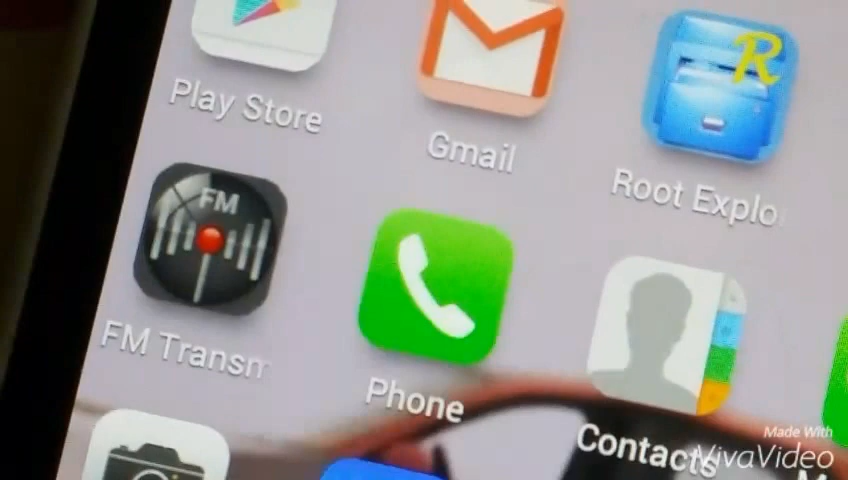 Play Store
Gmail
R
Root Explo
FM
FM Transm
Phone
Contacts
Made With
VivaVideo